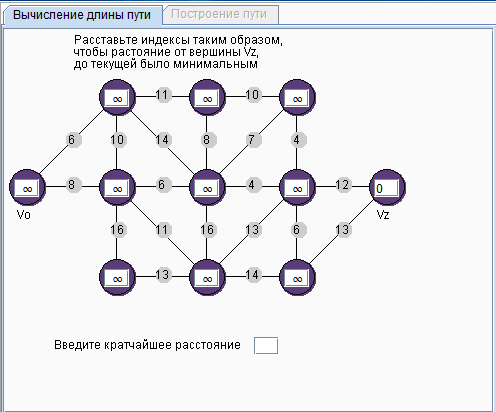 Вычисление длины пути Построение пути
Расставьте индексы таким образом,
чтобы растояние от вершины Vz,
до текущей было минимальным
∞ 11 ∞ 10 ∞
6 10 14 8 7 4
∞ 8 ∞ 6 ∞ 4 ∞ 12 0
Vo Vz
16 11 16 13 6 13
∞ 13 ∞ 14 ∞
Введите кратчайшее расстояние